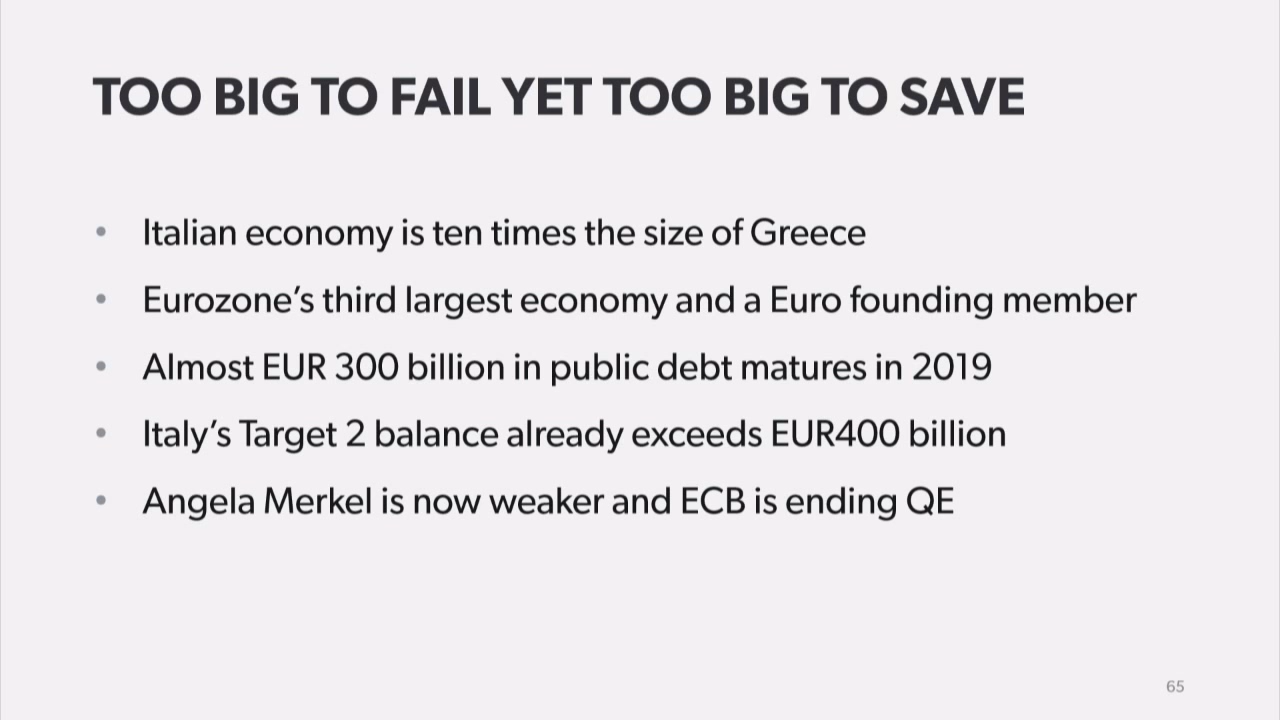 TOO BIG TO FAIL YET TOO BIG TO SAVE
• Italian economy is ten times the size of Greece
• Eurozone’s third largest economy and a Euro founding member
• Almost EUR 300 billion in public debt matures in 2019
• Italy’s Target 2 balance already exceeds EUR400 billion
• Angela Merkel is now weaker and ECB is ending QE
65